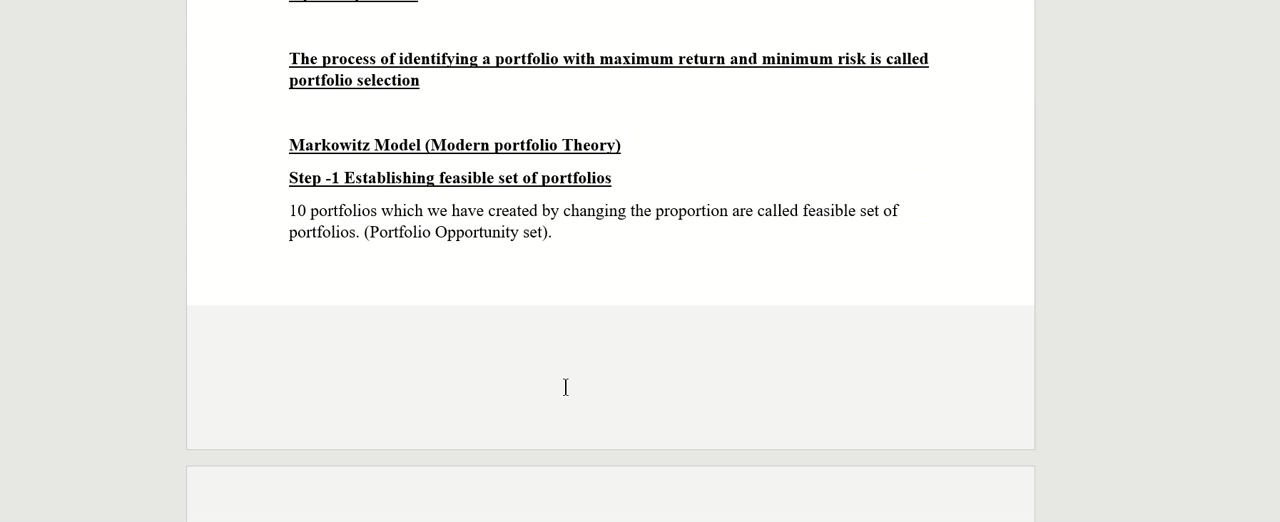 The process of identifying a portfolio with maximum return and minimum risk is called
portfolio selection
Markowitz Model (Modern portfolio Theory)
Step -1 Establishing feasible set of portfolios
10 portfolios which we have created by changing the proportion are called feasible set of
portfolios. (Portfolio Opportunity set).